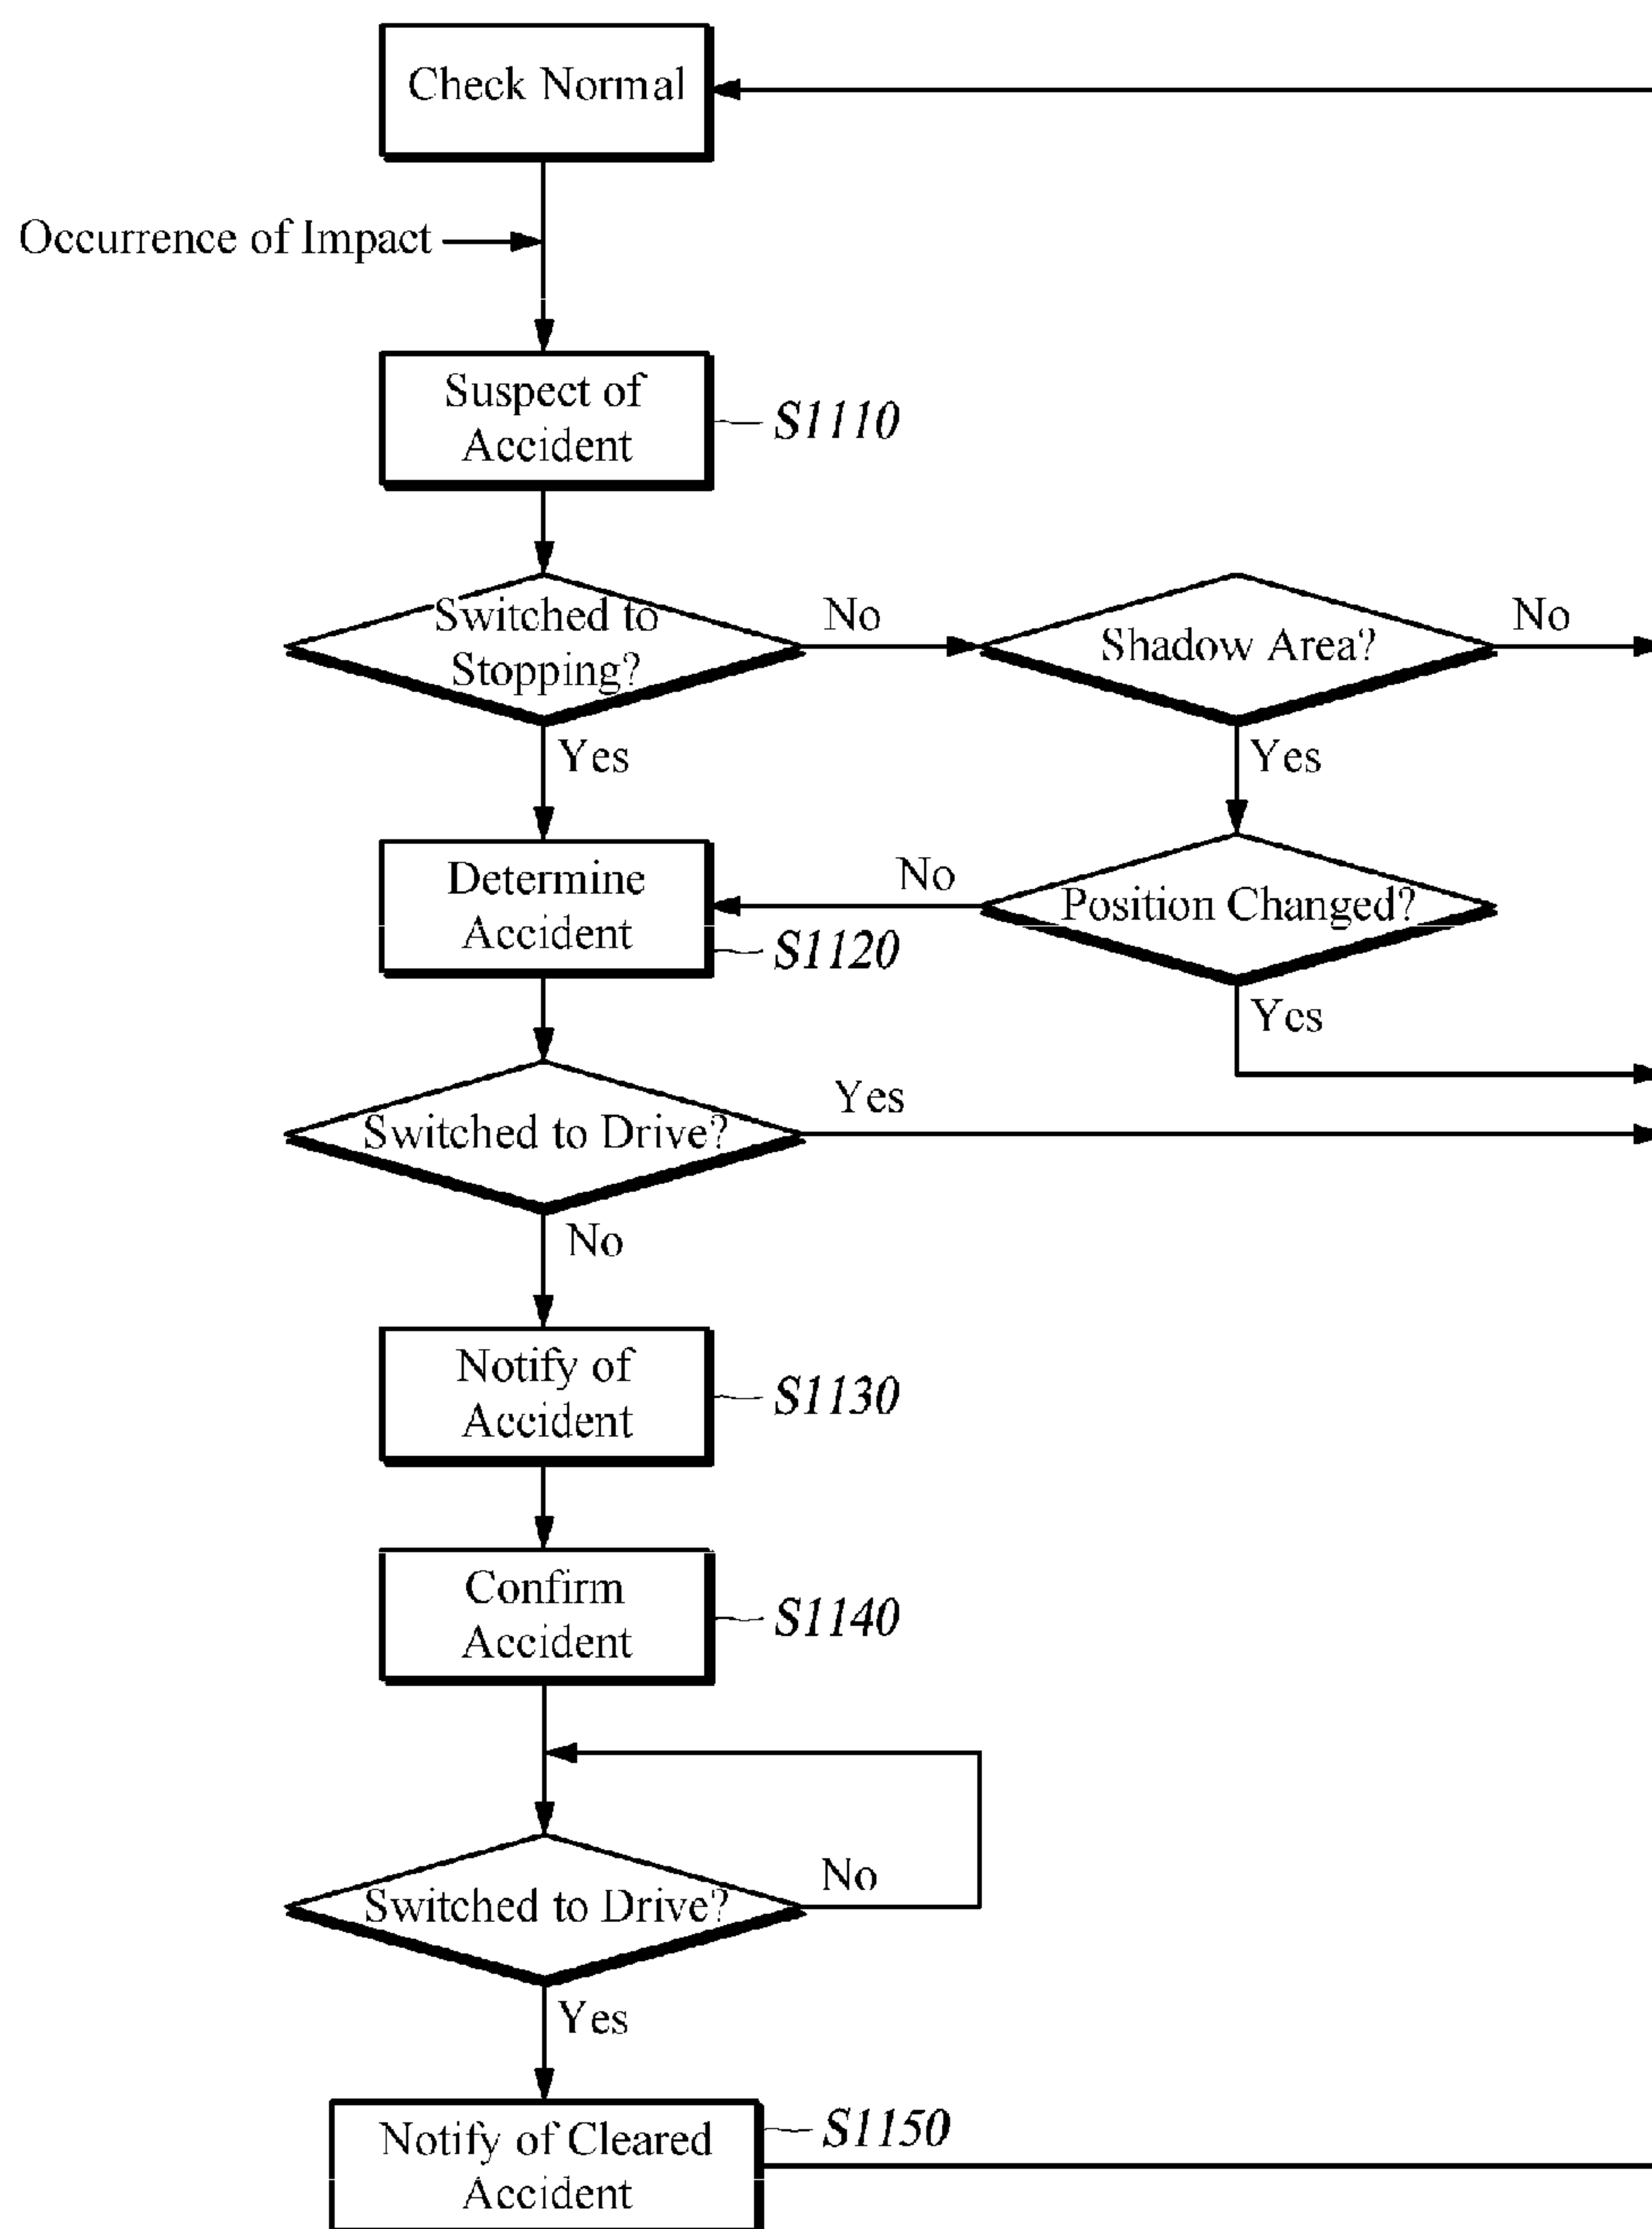 Check Normal
Occurrence of Impact
Suspect of
Accident
S1110
Switched to
Stopping?
No
Shadow Area?
No
Yes
Yes
Determine
Accident
S1120
No
Position Changed?
Yes
Switched to Drive?
Yes
No
Notify of
Accident
S1130
Confirm
Accident
S1140
Switched to Drive?
No
Yes
Notify of Cleared
Accident
S1150